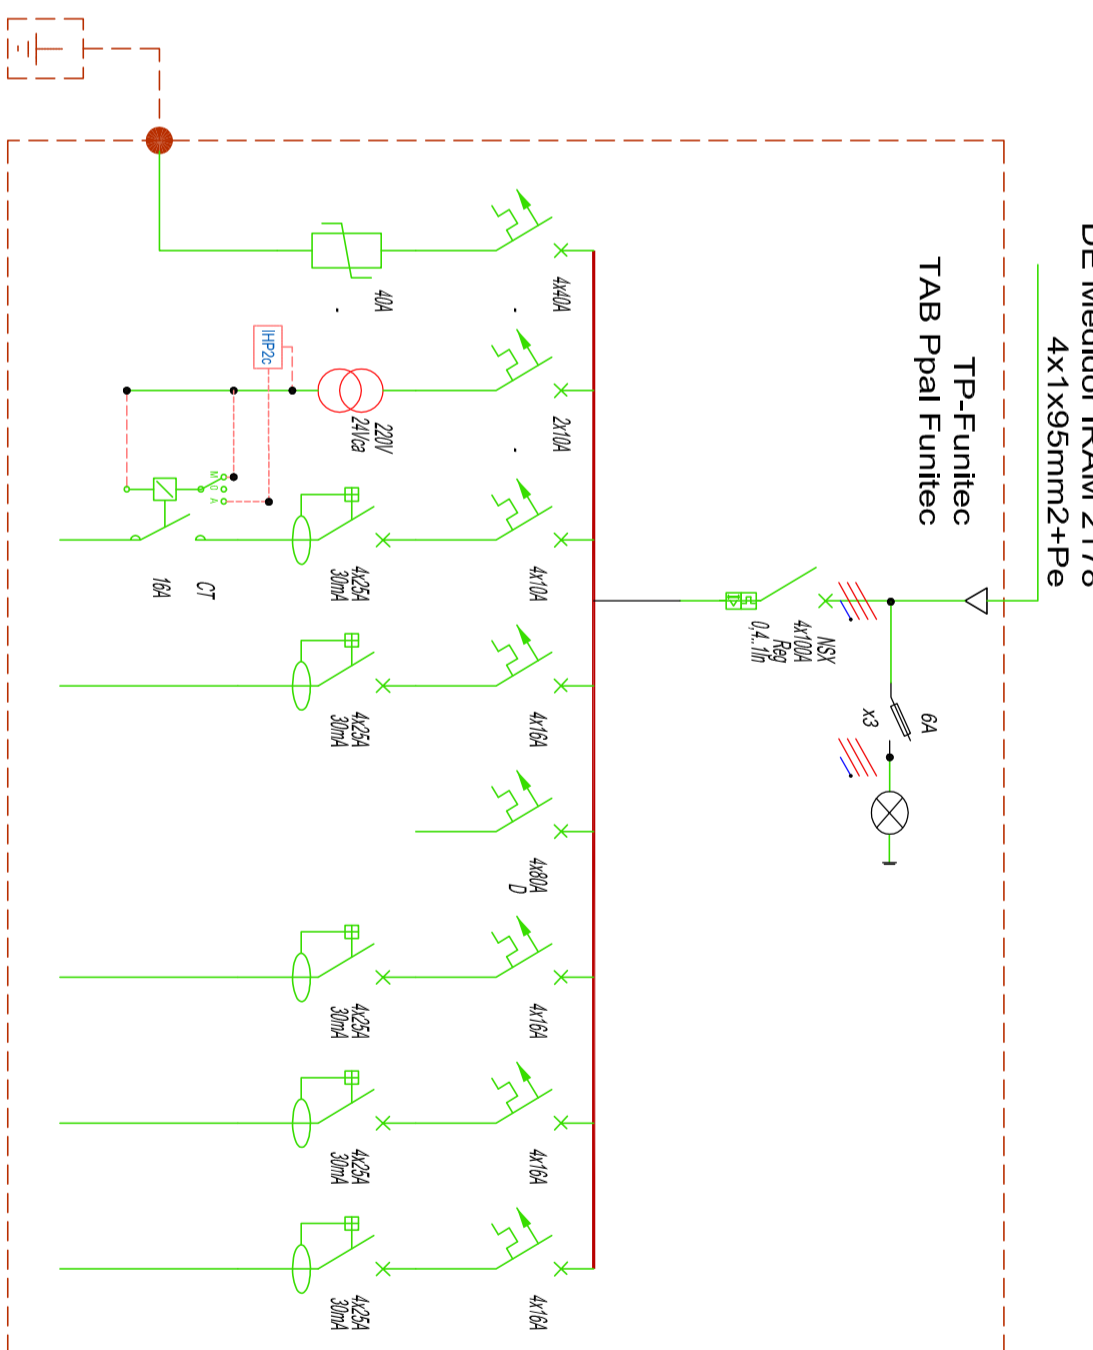 DE Medidor IRAM 2178
4x1x95mm2+Pe
TP-Funitec
TAB Ppal Funitec
6A
x3
NSX
4x100A
Reg
0,4..1In
4x40A
.
2x10A
.
4x10A
4x16A
4x80A
D
4x16A
4x16A
4x16A
40A
.
220V
24Vca
4x25A
30mA
4x25A
30mA
4x25A
30mA
4x25A
30mA
4x25A
30mA
IHP2c
M 0 A
CT
16A